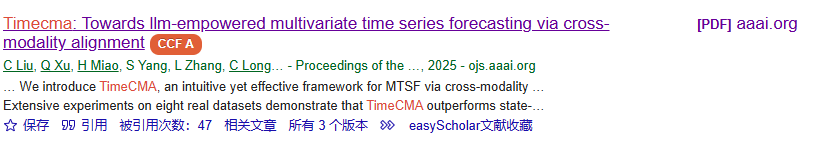 Timecma: Towards llm-empowered multivariate time series forecasting via cross-
modality alignment CCF A
[PDF] aaai.org
C Liu, Q Xu, H Miao, S Yang, L Zhang, C Long… - Proceedings of the …, 2025 - ojs.aaai.org
… We introduce TimeCMA, an intuitive yet effective framework for MTSF via cross-modality …
Extensive experiments on eight real datasets demonstrate that TimeCMA outperforms state-…
保存 引用 被引用次数：47 相关文章 所有 3 个版本 easyScholar文献收藏